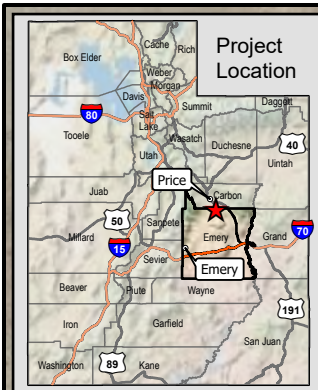 Project
Location
Cache
Rich
Box Elder
Weber
Morgan
Davis
Salt
Lake
Summit
Daggett
80
Tooele
Wasatch
Duchesne
40
Utah
Uintah
Price
Juab
Carbon
50
Sanpete
Millard
Emery
Grand
70
15
Sevier
Emery
Beaver
Piute
Wayne
191
Iron
Garfield
San Juan
Washington
89
Kane